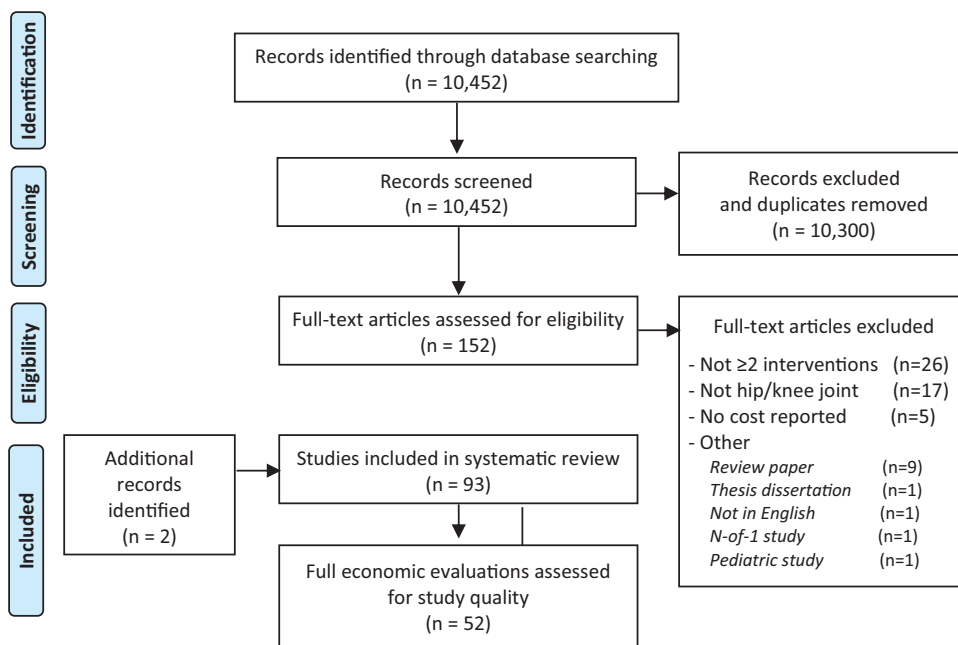 Identification
Records identified through database searching
(n = 10,452)
Screening
Records screened
(n = 10,452)
Records excluded
and duplicates removed
(n = 10,300)
Eligibility
Full-text articles assessed for eligibility
(n = 152)
Full-text articles excluded
- Not ≥2 interventions (n=26)
- Not hip/knee joint (n=17)
- No cost reported (n=5)
- Other
Review paper (n=9)
Thesis dissertation (n=1)
Not in English (n=1)
N-of-1 study (n=1)
Pediatric study (n=1)
Included
Additional
records
identified
(n = 2)
Studies included in systematic review
(n = 93)
Full economic evaluations assessed
for study quality
(n = 52)